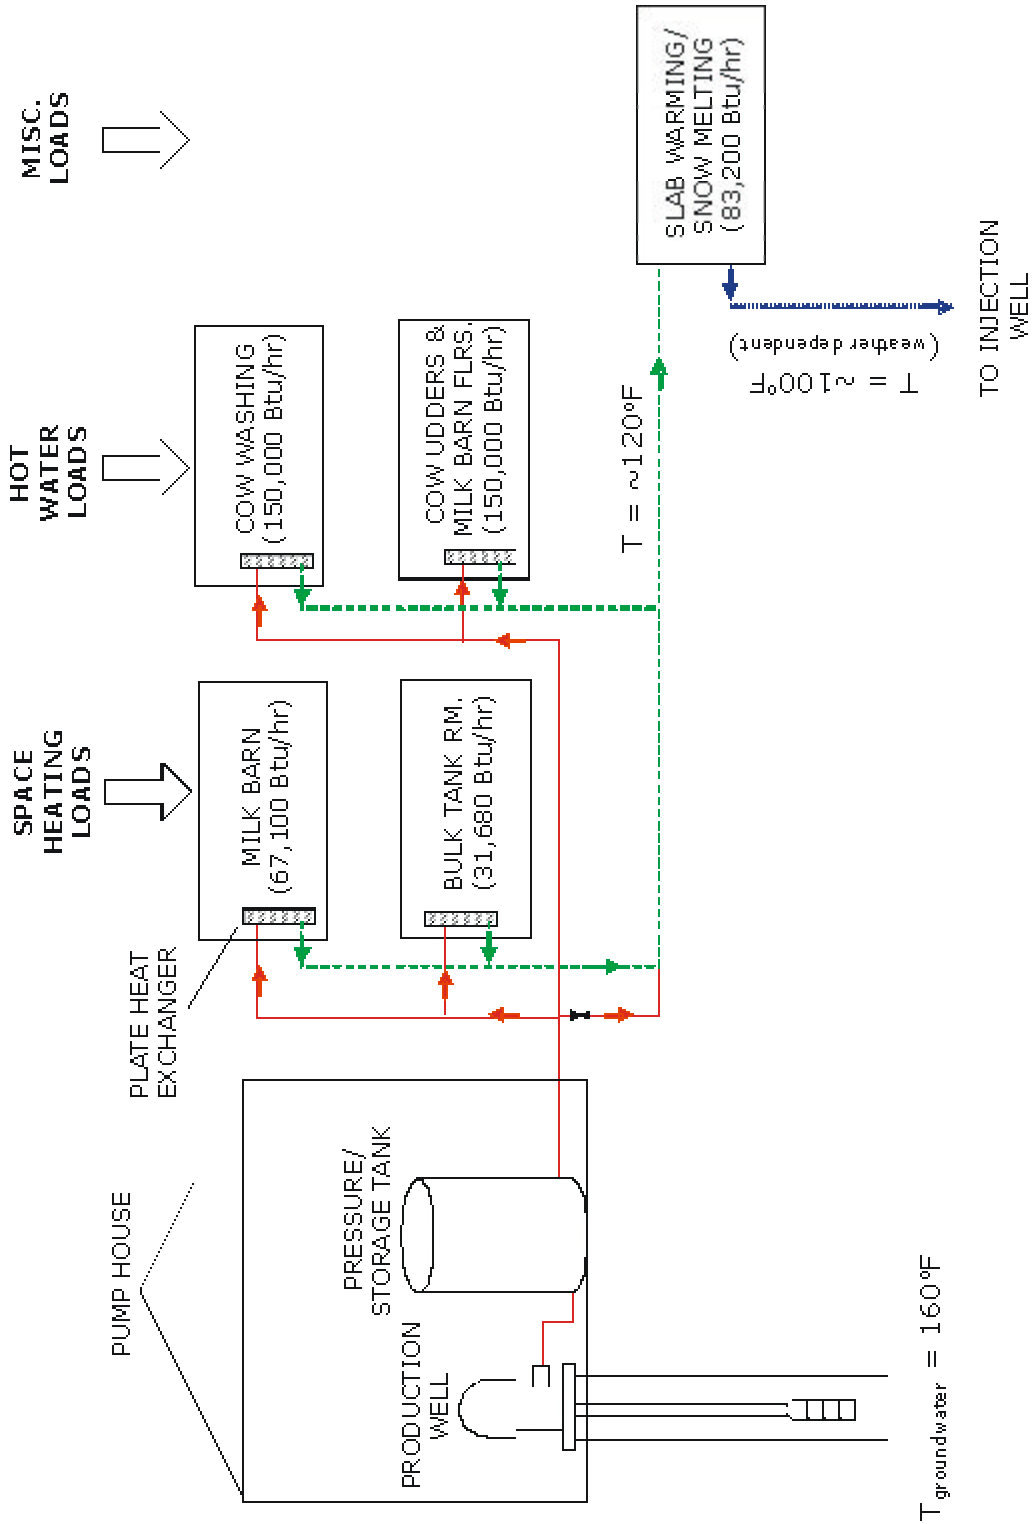 SPACE
HEATING
LOADS
HOT
WATER
LOADS
MISC.
LOADS
PUMP HOUSE
PLATE HEAT
EXCHANGER
MILK BARN
(67,100 Btu/hr)
COW WASHING
(150,000 Btu/hr)
PRESSURE/
STORAGE TANK
PRODUCTION
WELL
BULK TANK RM.
(31,680 Btu/hr)
COW UDDERS &
MILK BARN FLRS.
(150,000 Btu/hr)
T = ~120ºF
SLAB WARMING/
SNOW MELTING
(83,200 Btu/hr)
T = ~100ºF
(weather dependent)
Tgroundwater = 160ºF
TO INJECTION
WELL